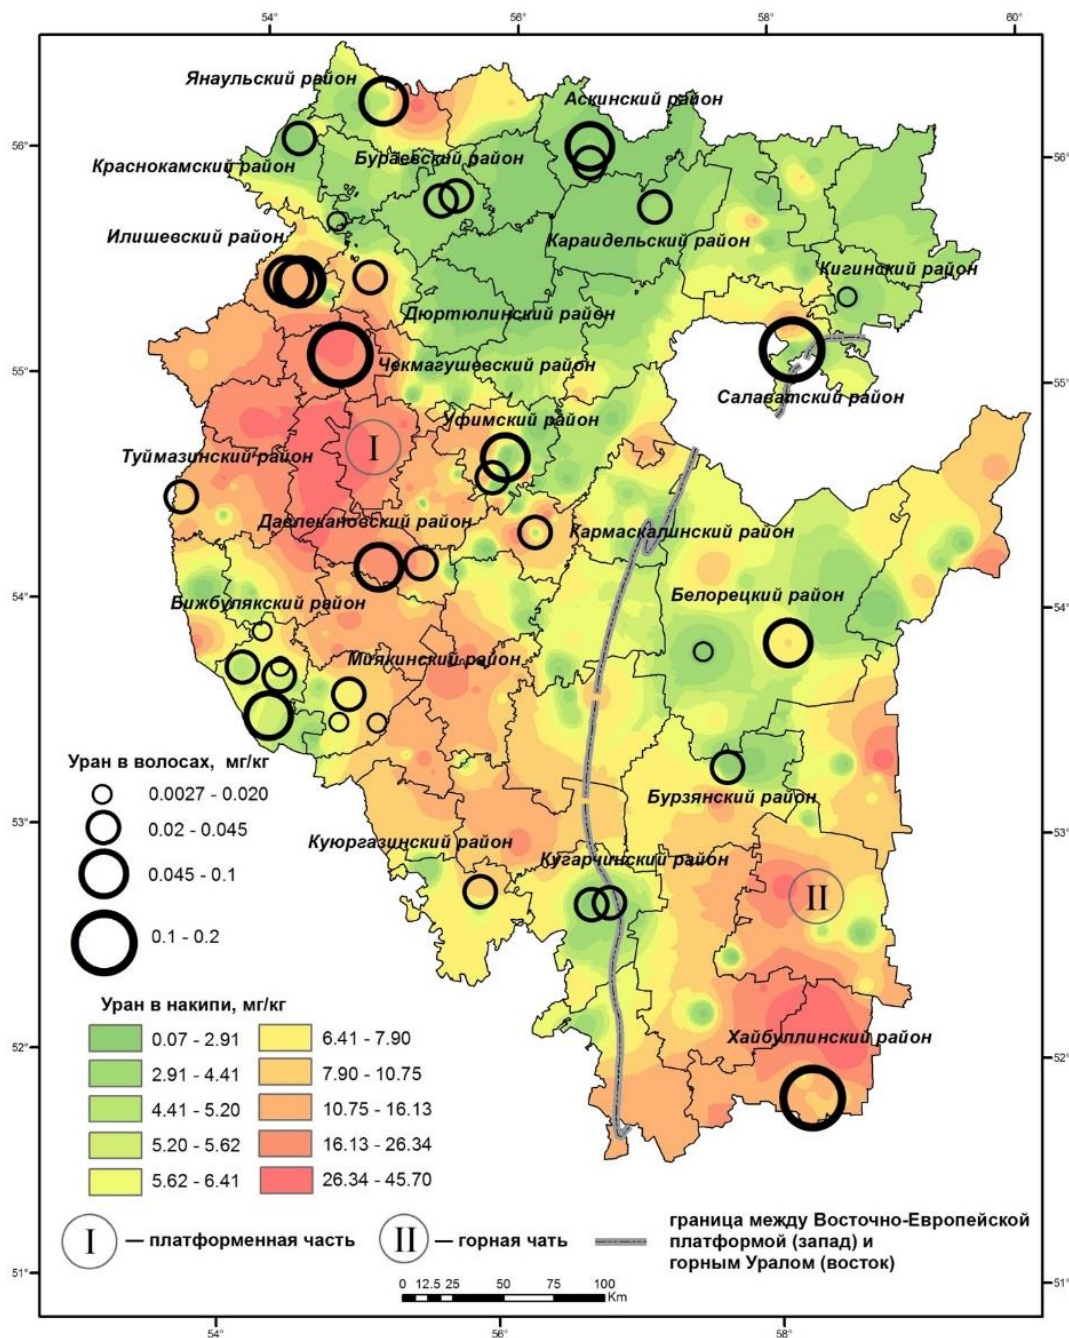 54°
56°
58°
60°
Янаульский район
Аскинский район
56°
56°
Бураевский район
Краснокамский район
Илишевский район
Караидельский район
Кигинский район
Дюртюлинский район
55°
55°
Чекмагушевский район
Салаватский район
Уфимский район
I
Туймазинский район
Давлекановский район
Кармаскалинский район
54°
54°
Белорецкий район
Бижбулякский район
Миякинский район
Уран в волосах, мг/кг
0.0027 - 0.020
0.02 - 0.045
0.045 - 0.1
0.1 - 0.2
Бурзянский район
53°
53°
Куюргазинский район
Кугарчинский район
II
Уран в накипи, мг/кг
0.07 - 2.91
2.91 - 4.41
4.41 - 5.20
5.20 - 5.62
5.62 - 6.41
6.41 - 7.90
7.90 - 10.75
10.75 - 16.13
16.13 - 26.34
26.34 - 45.70
52°
52°
Хайбуллинский район
I — платформенная часть
II — горная чать
граница между Восточно-Европейской
платформой (запад) и
горным Уралом (восток)
51°
51°
0 12.5 25 50 75 100
Km
54°
56°
58°